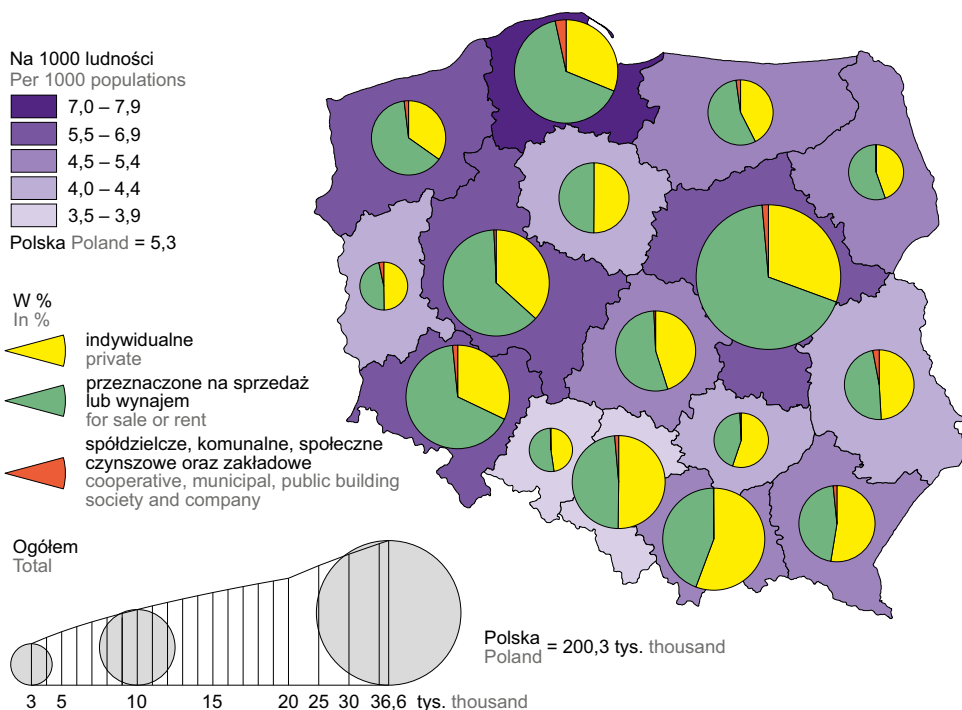 Na 1000 ludności
Per 1000 populations
7,0 – 7,9
5,5 – 6,9
4,5 – 5,4
4,0 – 4,4
3,5 – 3,9
Polska Poland = 5,3
W %
In %
indywidualne
private
przeznaczone na sprzedaż
lub wynajem
for sale or rent
spółdzielcze, komunalne, społeczne
czynszowe oraz zakładowe
cooperative, municipal, public building
society and company
Ogółem
Total
3 5 10 15 20 25 30 36,6 tys. thousand
Polska
Poland = 200,3 tys. thousand